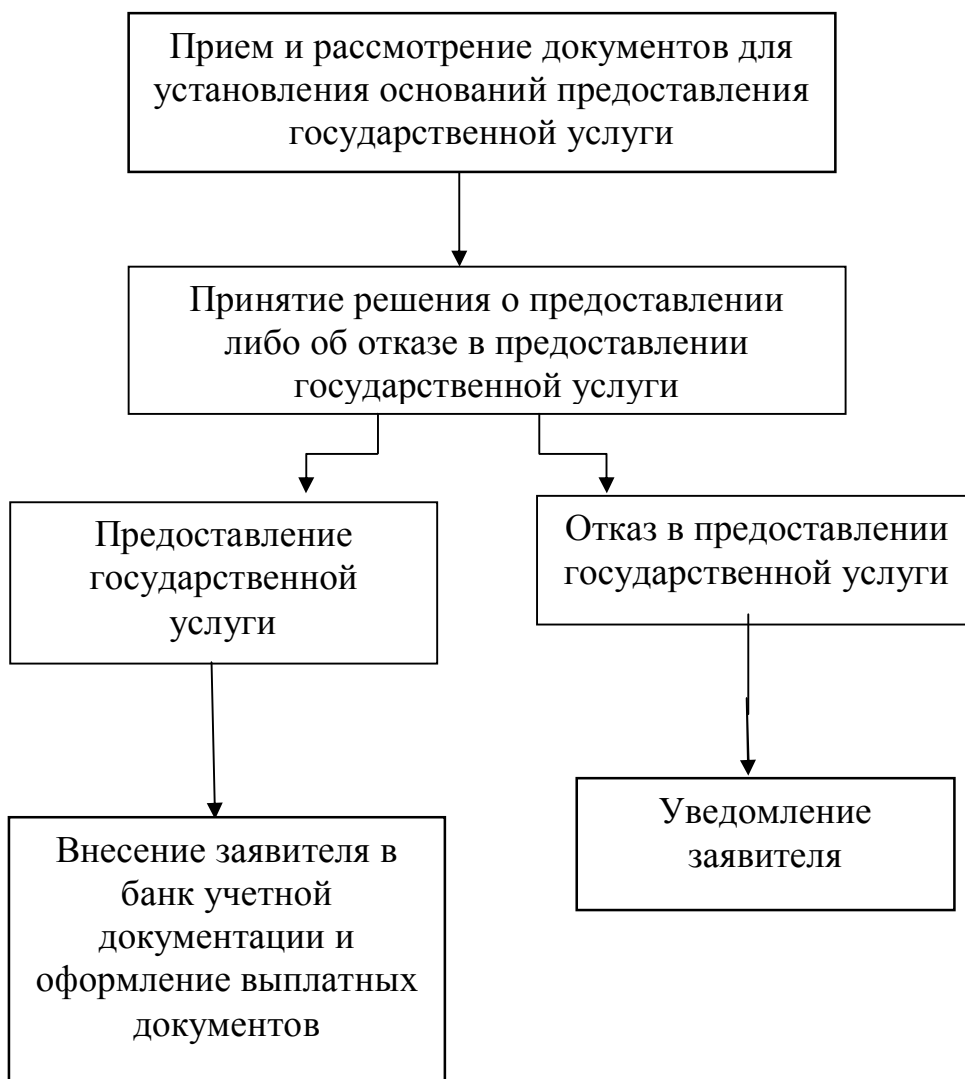 Прием и рассмотрение документов для
установления оснований предоставления
государственной услуги
Принятие решения о предоставлении
либо об отказе в предоставлении
государственной услуги
Предоставление
государственной
услуги
Отказ в предоставлении
государственной услуги
Внесение заявителя в
банк учетной
документации и
оформление выплатных
документов
Уведомление
заявителя